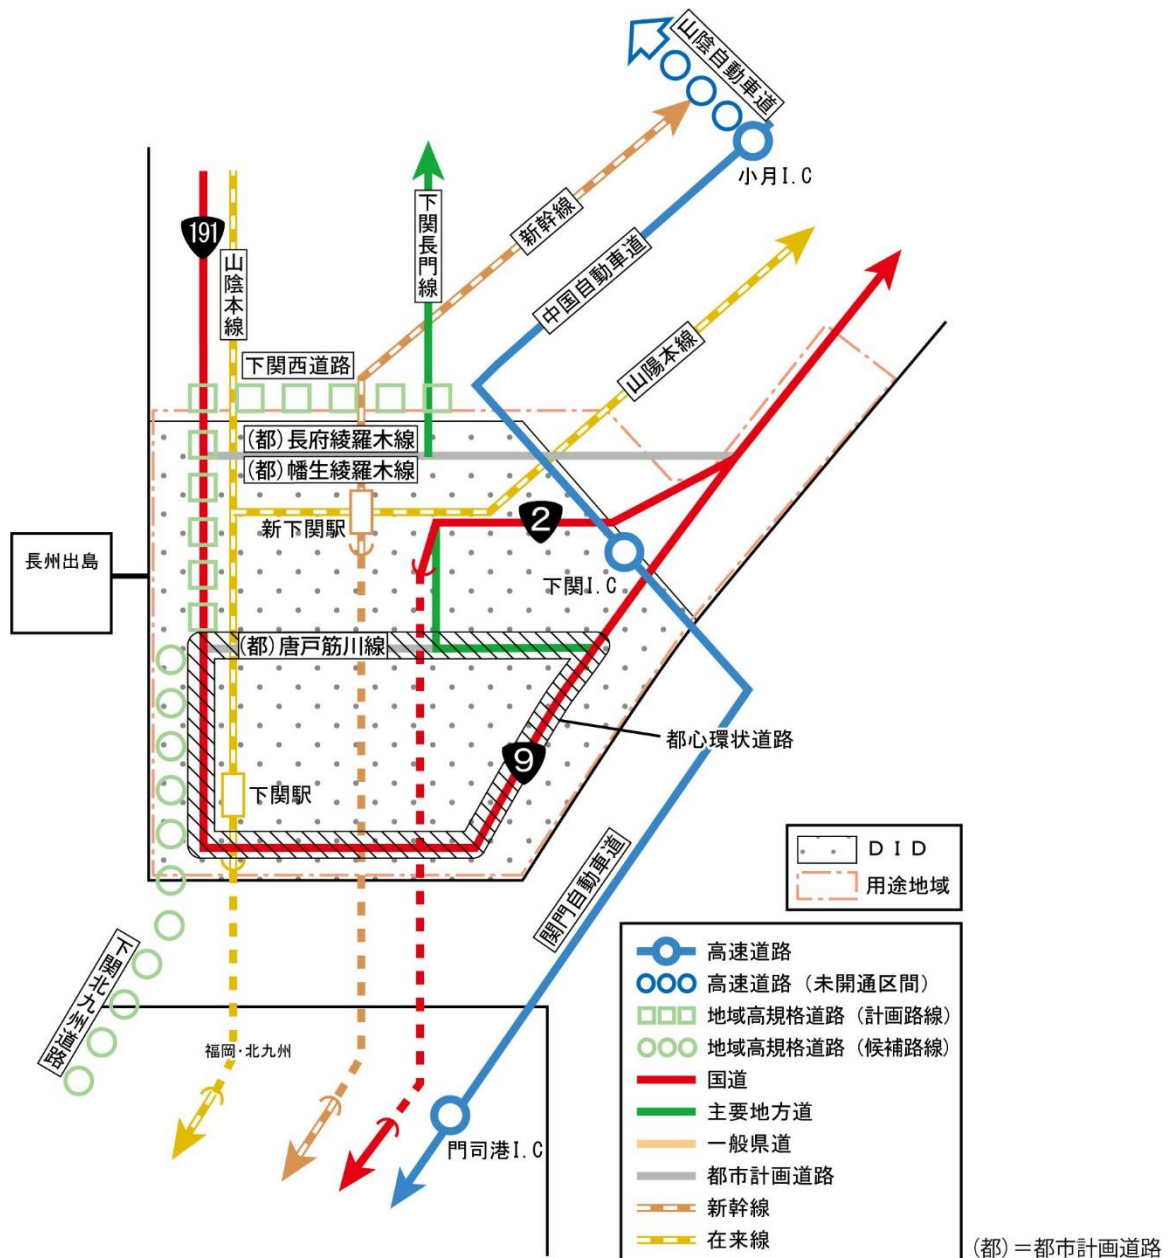 山陰自動車道
小月I.C
191
山陰本線
下関長門線
新幹線
中国自動車道
山陽本線
下関西道路
(都)長府綾羅木線
(都)幡生綾羅木線
新下関駅
2
長州出島
下関I.C
(都)唐戸筋川線
都心環状道路
9
下関駅
DID
用途地域
関門自動車道
下関北九州道路
福岡・北九州
門司港I.C
高速道路
高速道路(未開通区間)
地域高規格道路(計画路線)
地域高規格道路(候補路線)
国道
主要地方道
一般県道
都市計画道路
新幹線
在来線
(都)=都市計画道路